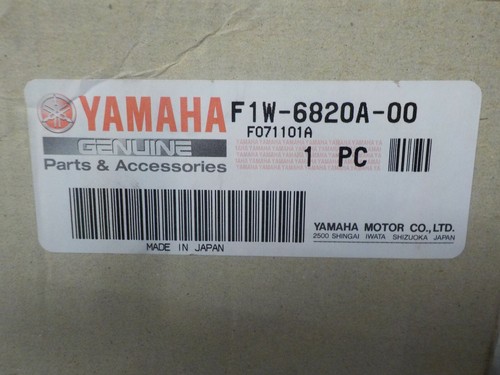 YAMAHA
F1W-6820A-00
GENUINE
F071101A
Parts & Accessories
1 PC
YAMAHA MOTOR CO., LTD.
2500 SHINGAI IWATA SHIZUOKA JAPAN
MADE IN JAPAN